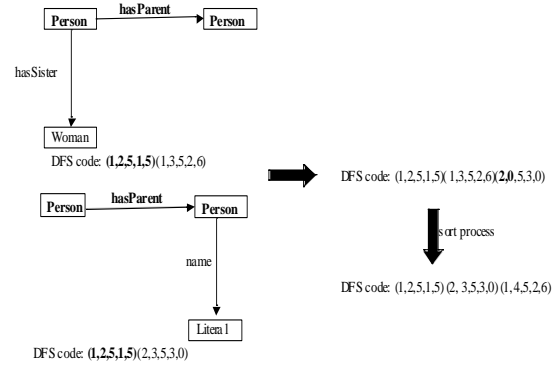 Person hasParent Person
hasSister
Woman
DFS code: (1,2,5,1,5)(1,3,5,2,6)
DFS code: (1,2,5,1,5)(1,3,5,2,6)(2,0,5,3,0)
Person hasParent Person
sort process
name
DFS code: (1,2,5,1,5)(2, 3,5,3,0)(1,4,5,2,6)
Literal
DFS code: (1,2,5,1,5)(2,3,5,3,0)